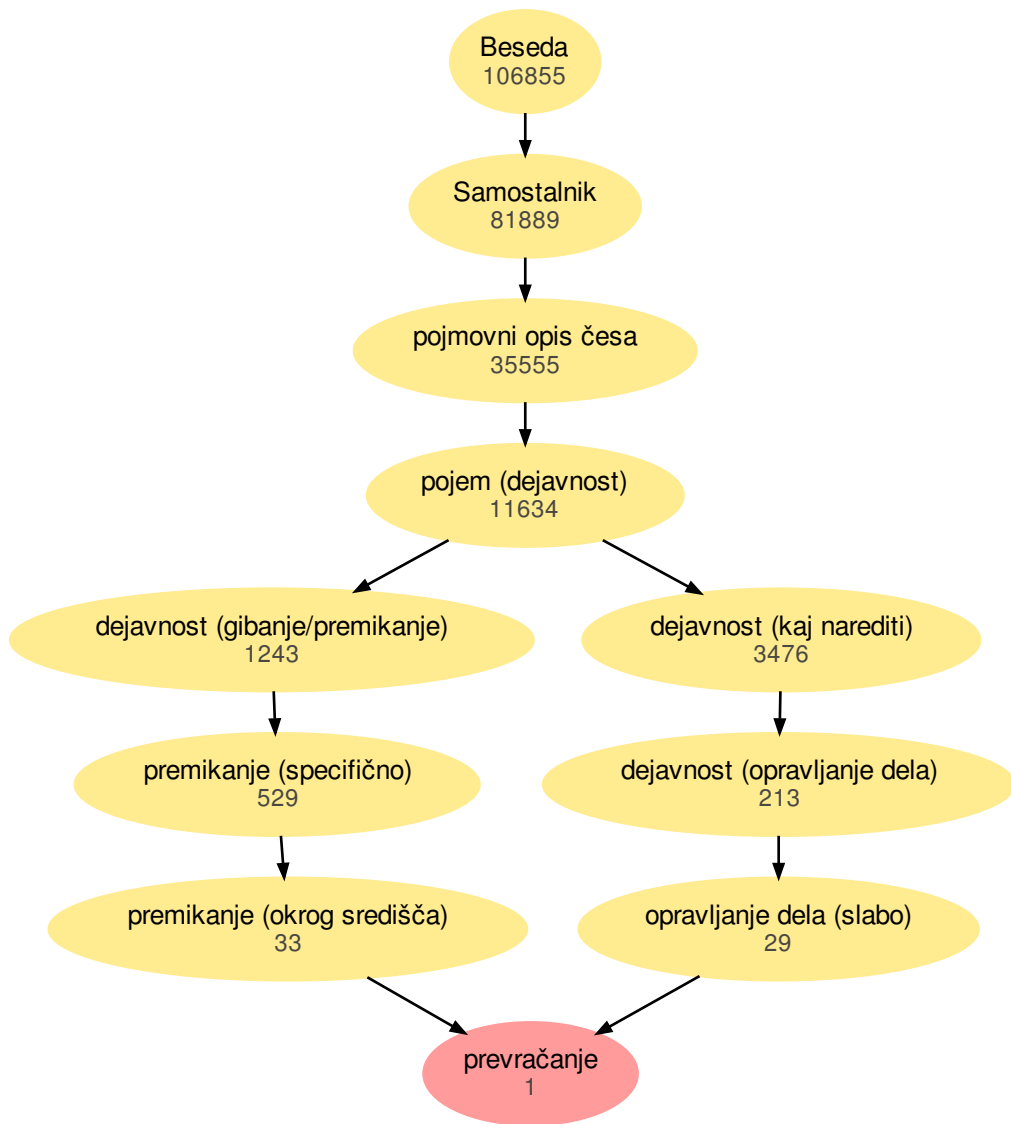 Beseda
106855
Samostalnik
81889
pojmovni opis česa
35555
pojem (dejavnost)
11634
dejavnost (gibanje/premikanje)
1243
dejavnost (kaj narediti)
3476
premikanje (specifično)
529
dejavnost (opravljanje dela)
213
premikanje (okrog središča)
33
opravljanje dela (slabo)
29
prevračanje
1